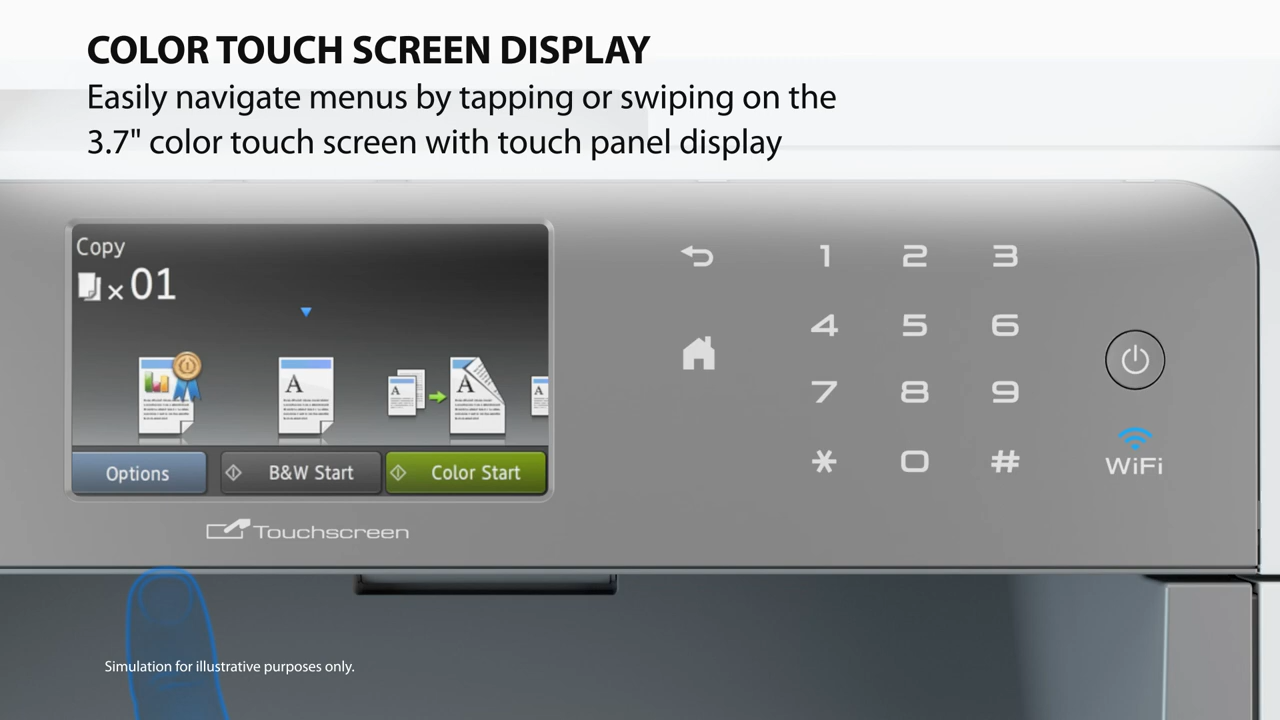 COLOR TOUCH SCREEN DISPLAY
Easily navigate menus by tapping or swiping on the
3.7" color touch screen with touch panel display
Copy
x 01
A
A
A
A
Options
B&W Start
Color Start
Touchscreen
1 2 3
4 5 6
7 8 9
* 0 #
WiFi
Simulation for illustrative purposes only.